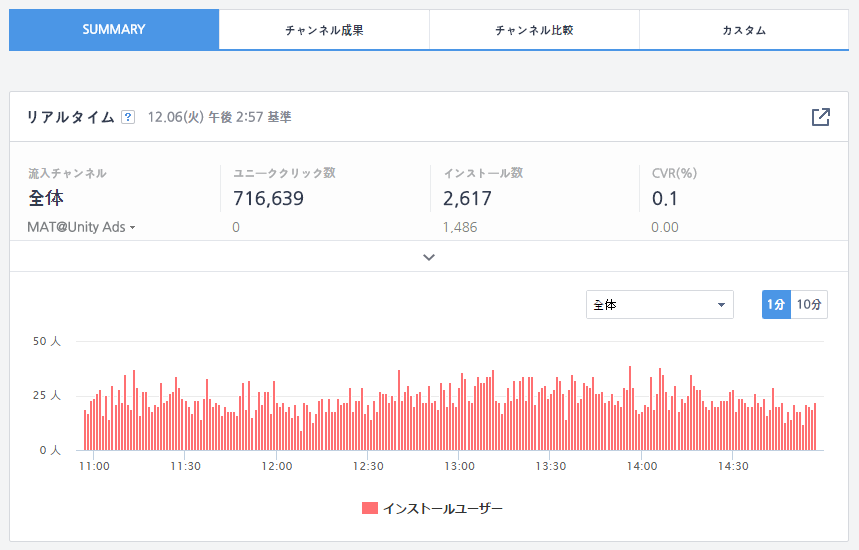 SUMMARY チャンネル成果 チャンネル比較 カスタム
リアルタイム ? 12.06(火) 午後 2:57 基準
流入チャンネル ユニーククリック数 インストール数 CVR(%)
全体 716,639 2,617 0.1
MAT@Unity Ads 0 1,486 0.00
全体 1分 10分
50 人
25 人
0 人
11:00 11:30 12:00 12:30 13:00 13:30 14:00 14:30
インストールユーザー